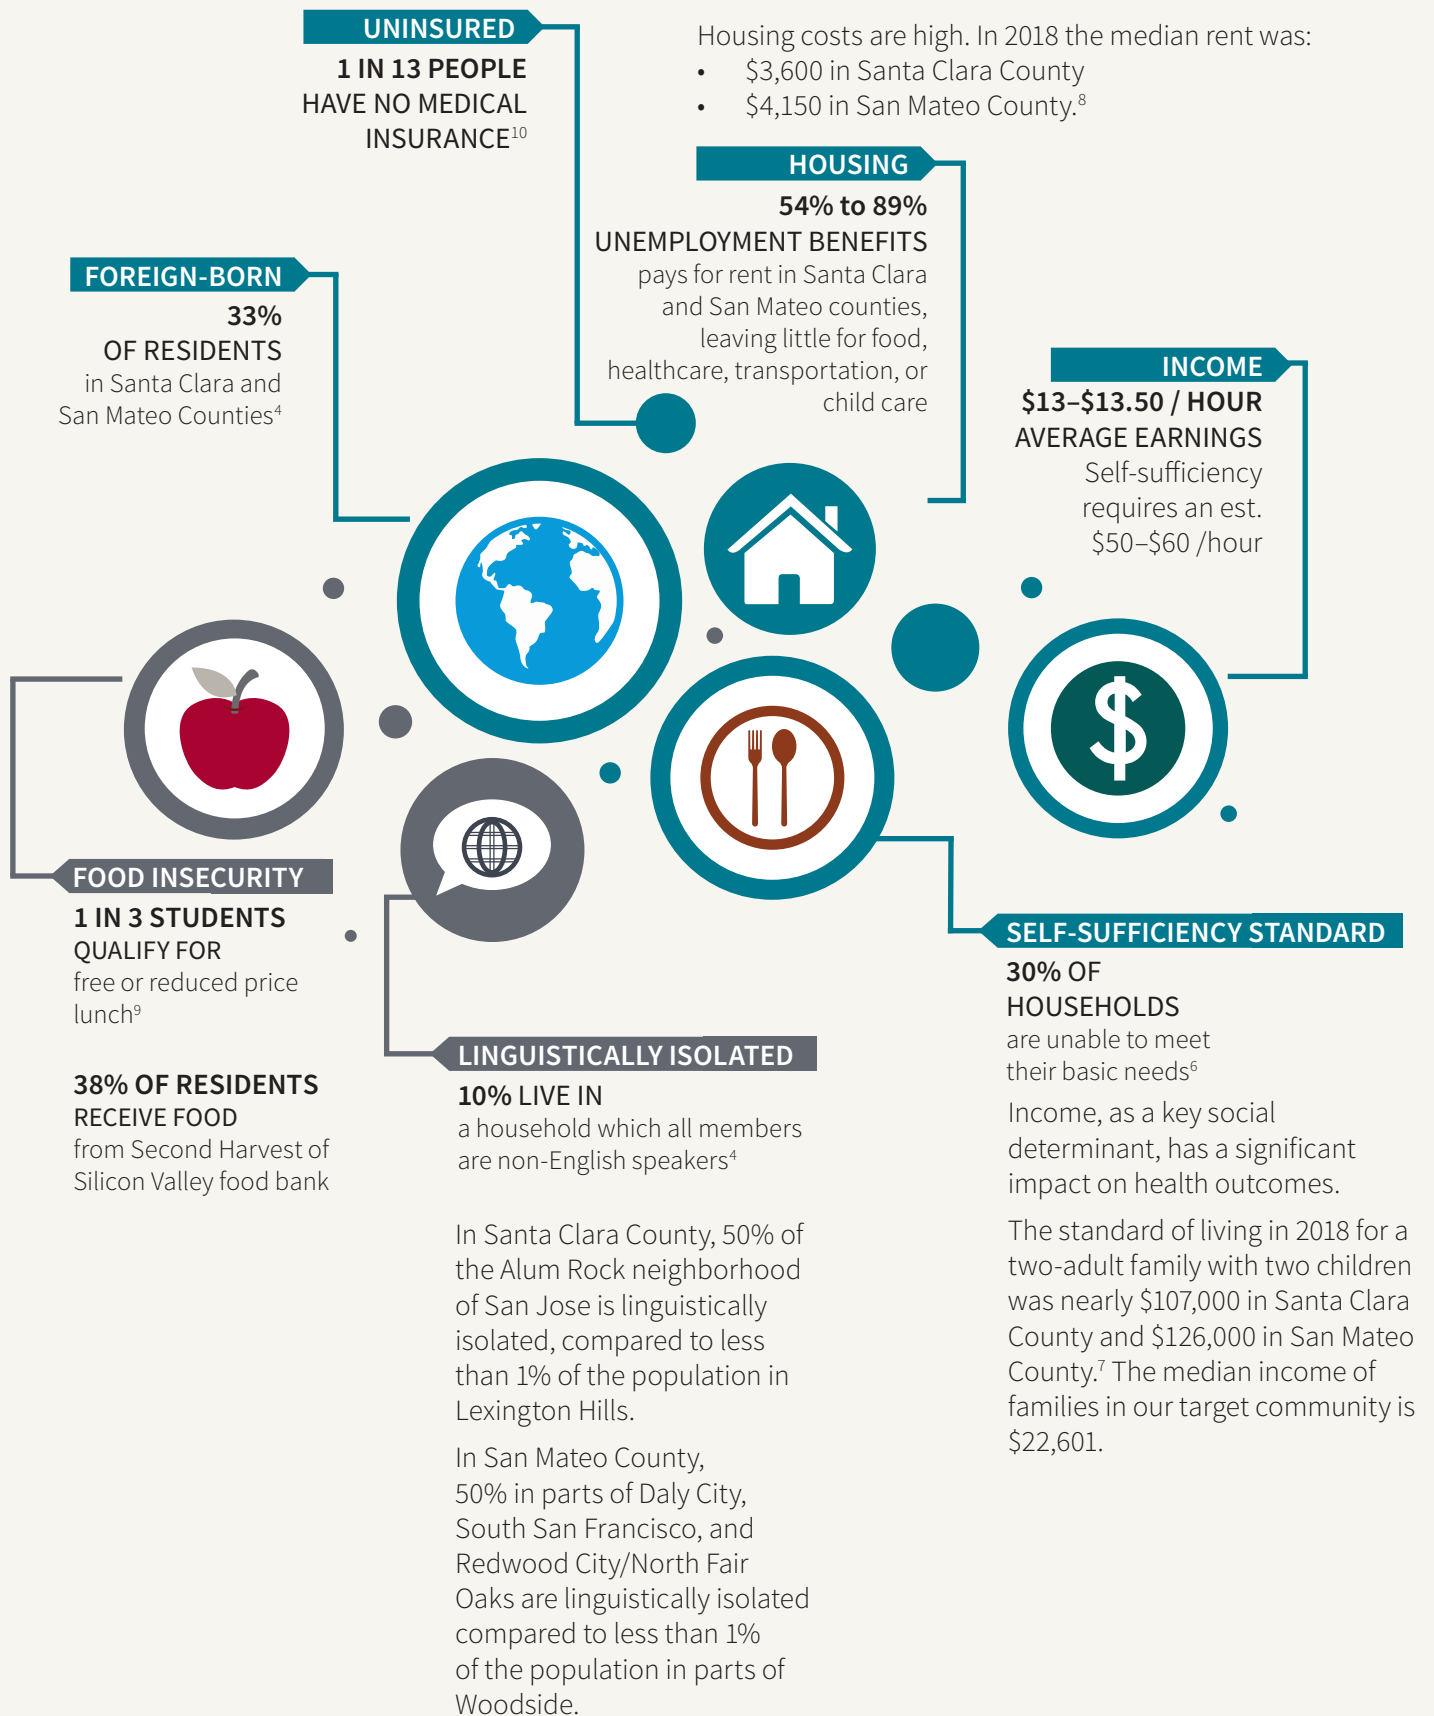 UNINSURED
1 IN 13 PEOPLE
HAVE NO MEDICAL
INSURANCE10
Housing costs are high. In 2018 the median rent was:
• $3,600 in Santa Clara County
• $4,150 in San Mateo County.8
HOUSING
54% to 89%
UNEMPLOYMENT BENEFITS
pays for rent in Santa Clara
and San Mateo counties,
leaving little for food,
healthcare, transportation, or
child care
FOREIGN-BORN
33%
OF RESIDENTS
in Santa Clara and
San Mateo Counties4
INCOME
$13–$13.50 / HOUR
AVERAGE EARNINGS
Self-sufficiency
requires an est.
$50–$60 /hour
$
FOOD INSECURITY
1 IN 3 STUDENTS
QUALIFY FOR
free or reduced price
lunch9
38% OF RESIDENTS
RECEIVE FOOD
from Second Harvest of
Silicon Valley food bank
LINGUISTICALLY ISOLATED
10% LIVE IN
a household which all members
are non-English speakers4
In Santa Clara County, 50% of
the Alum Rock neighborhood
of San Jose is linguistically
isolated, compared to less
than 1% of the population in
Lexington Hills.
In San Mateo County,
50% in parts of Daly City,
South San Francisco, and
Redwood City/North Fair
Oaks are linguistically isolated
compared to less than 1%
of the population in parts of
Woodside.
SELF-SUFFICIENCY STANDARD
30% OF
HOUSEHOLDS
are unable to meet
their basic needs6
Income, as a key social
determinant, has a significant
impact on health outcomes.
The standard of living in 2018 for a
two-adult family with two children
was nearly $107,000 in Santa Clara
County and $126,000 in San Mateo
County.7 The median income of
families in our target community is
$22,601.